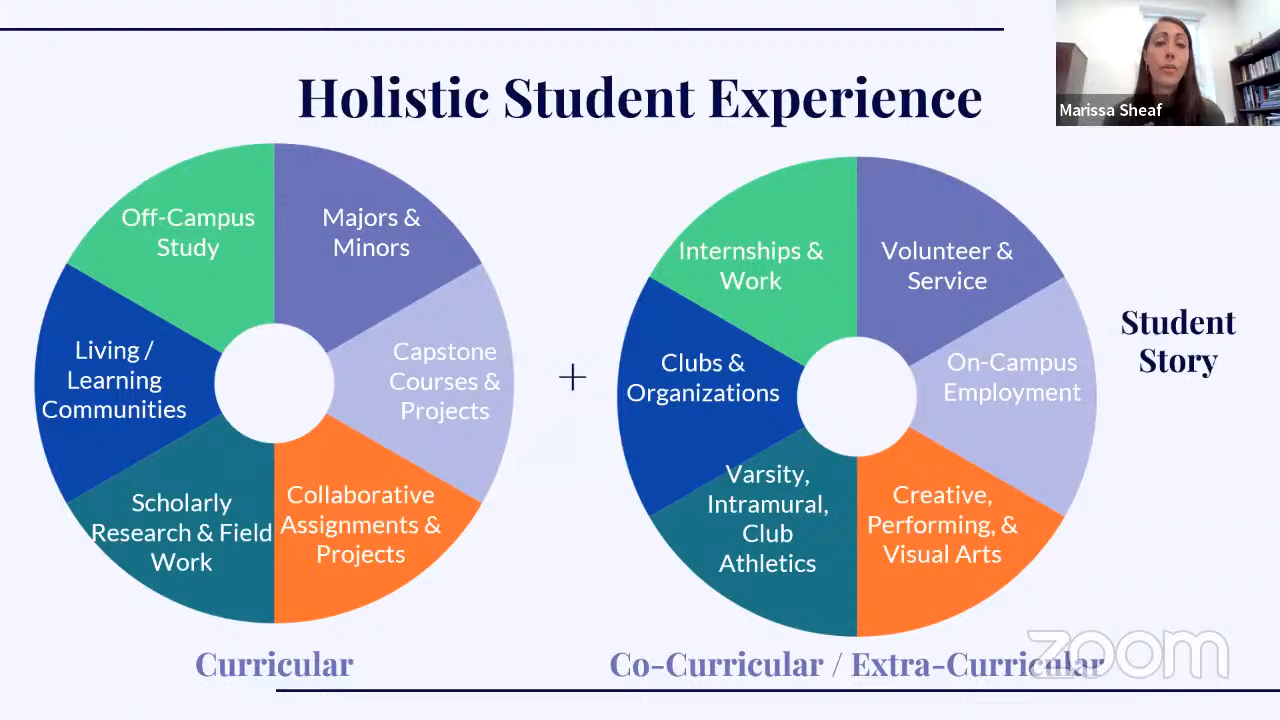 Holistic Student Experience
Marissa Sheaf
Off-Campus
Study
Majors &
Minors
Living /
Learning
Communities
Capstone
Courses &
Projects
Scholarly
Research & Field
Work
Collaborative
Assignments &
Projects
Curricular
+
Internships &
Work
Volunteer &
Service
Clubs &
Organizations
On-Campus
Employment
Varsity,
Intramural,
Club
Athletics
Creative,
Performing, &
Visual Arts
Co-Curricular / Extra-Curricular
Student
Story
zoom